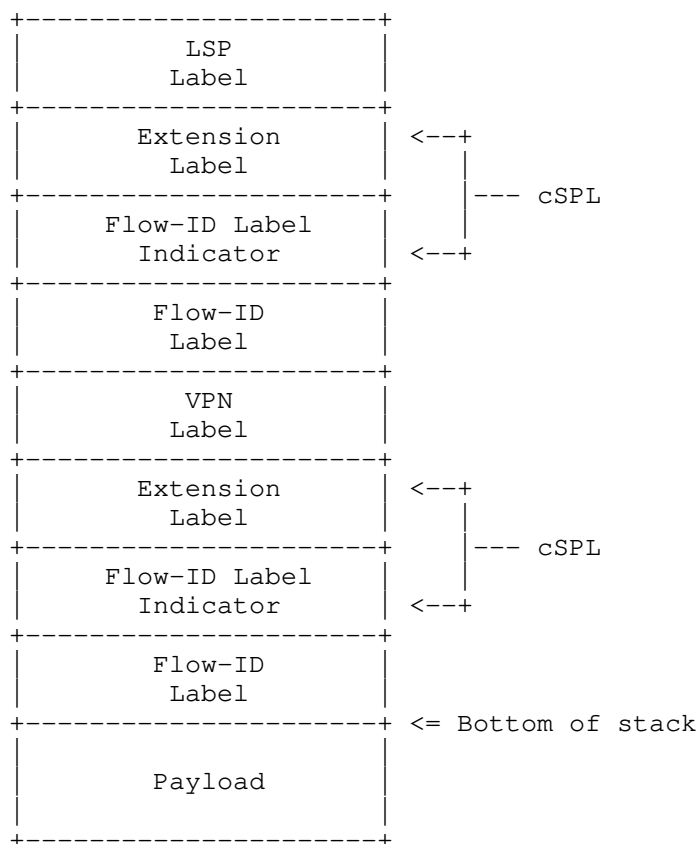 +----------------------+
|         LSP          |
|        Label         |
+----------------------+
|      Extension       | <--+
|        Label         |    |
+----------------------+    |--- cSPL
|    Flow-ID Label     |    |
|      Indicator       | <--+
+----------------------+
|       Flow-ID        |
|        Label         |
+----------------------+
|         VPN          |
|        Label         |
+----------------------+
|      Extension       | <--+
|        Label         |    |
+----------------------+    |--- cSPL
|    Flow-ID Label     |    |
|      Indicator       | <--+
+----------------------+
|       Flow-ID        |
|        Label         |
+----------------------+ <= Bottom of stack
|                      |
|       Payload        |
|                      |
+----------------------+